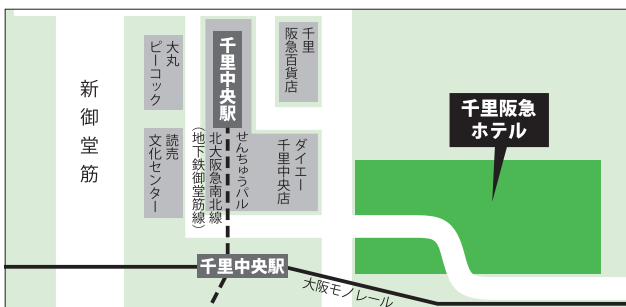 新御堂筋
大丸
ピーコック
読売
文化センター
千里中央駅
千里
阪急百貨店
せんちゅうパル
北大阪急南北線
(地下鉄御堂筋線)
ダイエー
千里中央店
千里阪急
ホテル
千里中央駅
大阪モノレール